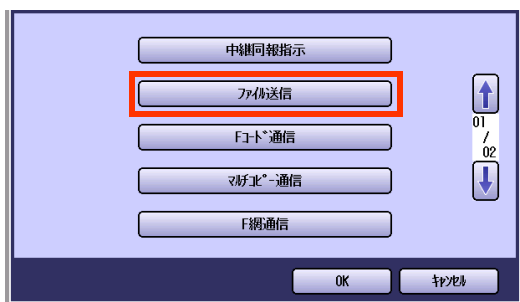 中継同報指示
ﾌｧｲﾙ送信
Fｺｰﾄﾞ通信
ﾏﾙﾁｺﾋﾟｰ通信
F網通信
01
/
02
OK
ｷｬﾝｾﾙ